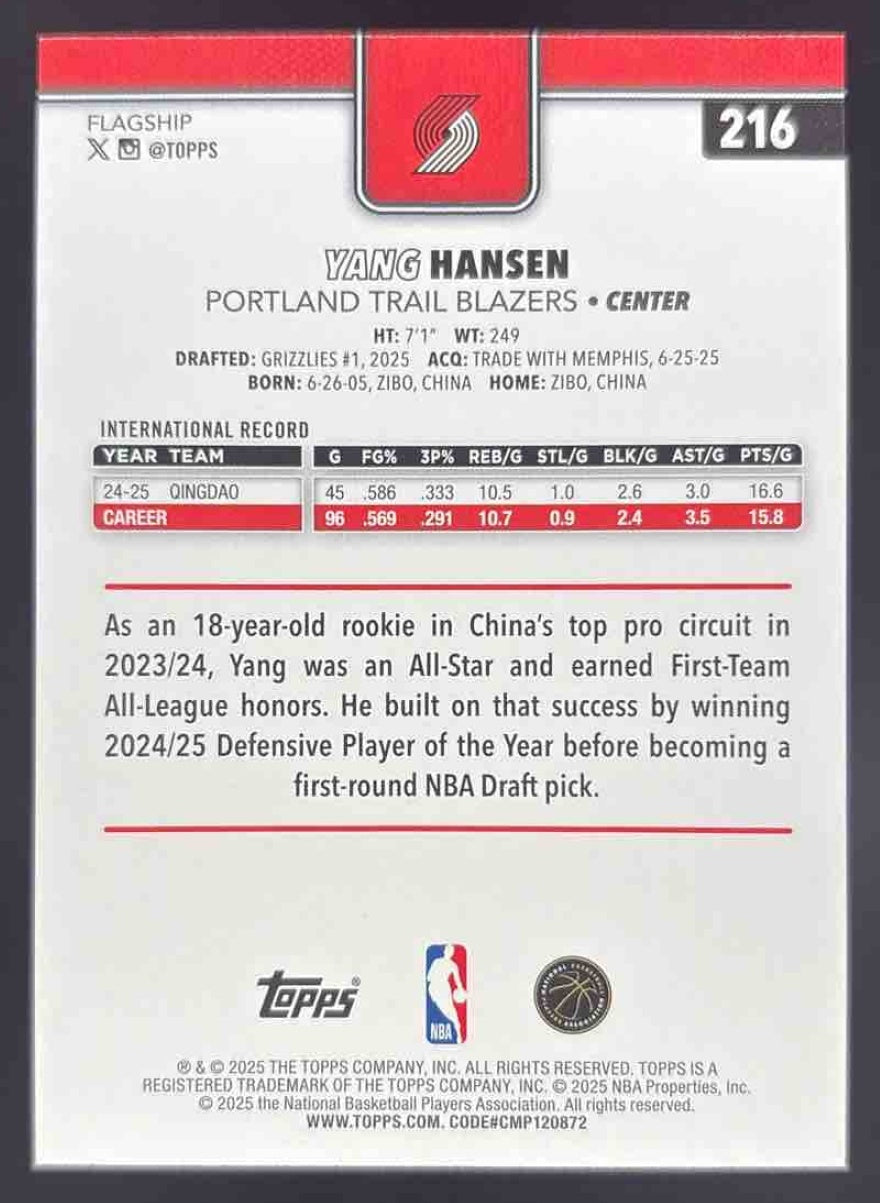 FLAGSHIP
@TOPPS
216
YANG HANSEN
PORTLAND TRAIL BLAZERS • CENTER
HT: 7'1" WT: 249
DRAFTED: GRIZZLIES #1, 2025 ACQ: TRADE WITH MEMPHIS, 6-25-25
BORN: 6-26-05, ZIBO, CHINA HOME: ZIBO, CHINA
INTERNATIONAL RECORD
YEAR TEAM G FG% 3P% REB/G STL/G BLK/G AST/G PTS/G
24-25 QINGDAO 45 .586 .333 10.5 1.0 2.6 3.0 16.6
CAREER 96 .569 .291 10.7 0.9 2.4 3.5 15.8
As an 18-year-old rookie in China's top pro circuit in
2023/24, Yang was an All-Star and earned First-Team
All-League honors. He built on that success by winning
2024/25 Defensive Player of the Year before becoming a
first-round NBA Draft pick.
topps®
NBA
NATIONAL BASKETBALL PLAYERS ASSOCIATION
® & © 2025 THE TOPPS COMPANY, INC. ALL RIGHTS RESERVED. TOPPS IS A
REGISTERED TRADEMARK OF THE TOPPS COMPANY, INC. © 2025 NBA Properties, Inc.
© 2025 the National Basketball Players Association. All rights reserved.
WWW.TOPPS.COM. CODE#CMP120872